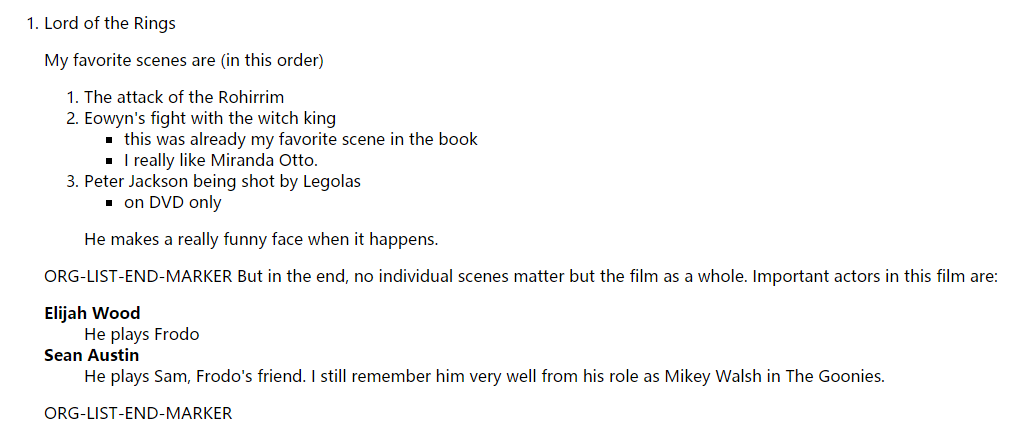 1. Lord of the Rings
My favorite scenes are (in this order)
1. The attack of the Rohirrim
2. Eowyn's fight with the witch king
▪ this was already my favorite scene in the book
▪ I really like Miranda Otto.
3. Peter Jackson being shot by Legolas
▪ on DVD only
He makes a really funny face when it happens.
ORG-LIST-END-MARKER But in the end, no individual scenes matter but the film as a whole. Important actors in this film are:
Elijah Wood
He plays Frodo
Sean Austin
He plays Sam, Frodo's friend. I still remember him very well from his role as Mikey Walsh in The Goonies.
ORG-LIST-END-MARKER